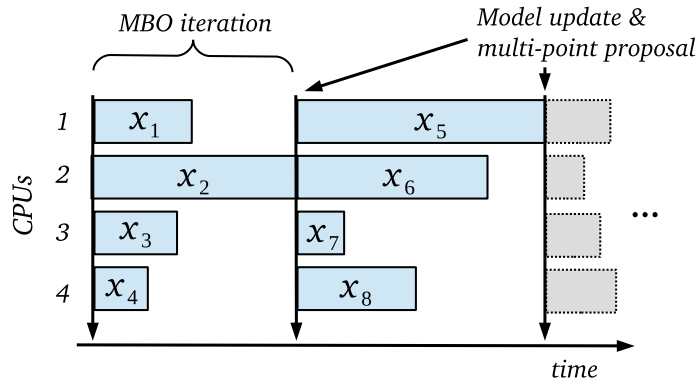 MBO iteration
Model update &
multi-point proposal
CPUs
1
x1
x5
2
x2
x6
3
x3
x7
...
4
x4
x8
time